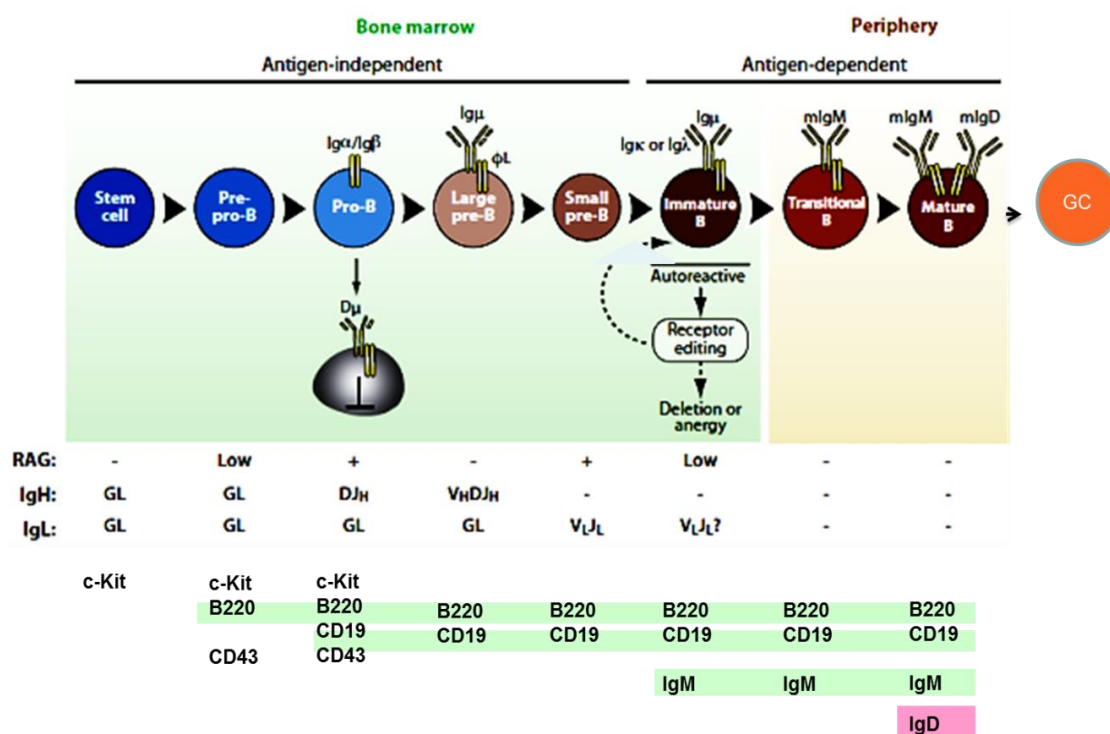 Bone marrow
Periphery
Antigen-independent
Antigen-dependent
Igα/Igβ
Igμ
ϕL
Igκ or Igλ
Igμ
mIgM
mIgM
mIgD
Stem
cell
Pre-
pro-B
Pro-B
Large
pre-B
Small
pre-B
Immature
B
Transitional
B
Mature
B
GC
Dμ
Autoreactive
Receptor
editing
Deletion or
anergy
RAG: - Low + - + Low - -
IgH: GL GL DJH VHDJH - - - -
IgL: GL GL GL GL VLJL VLJL? - -
c-Kit c-Kit c-Kit
B220 B220 B220 B220 B220 B220 B220
CD19 CD19 CD19 CD19 CD19 CD19
CD43 CD43
IgM IgM IgM
IgD